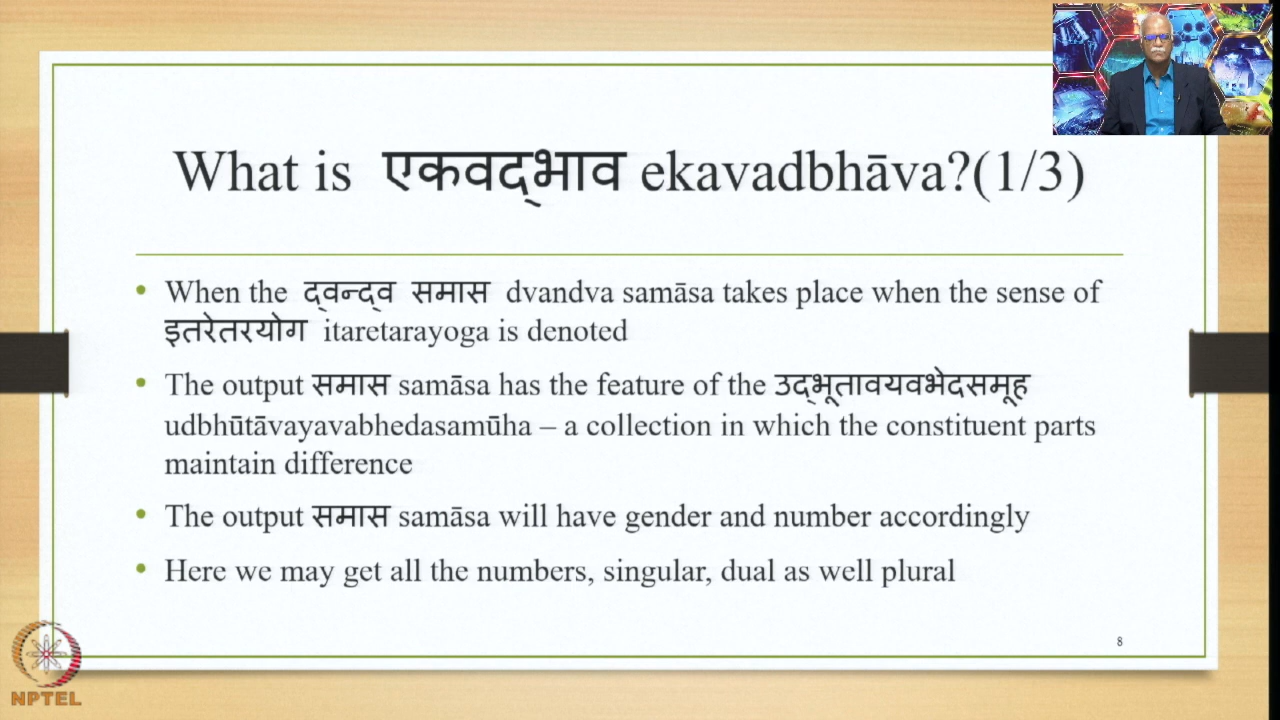 What is एकवद्भाव ekavadbhāva?(1/3)
When the द्वन्द्व समास dvandva samāsa takes place when the sense of
इतरेतरयोग itaretarayoga is denoted
The output समास samāsa has the feature of the उद्भूतावयवभेदसमूह
udbhūtāvayavabhedasamūha – a collection in which the constituent parts
maintain difference
The output समास samāsa will have gender and number accordingly
Here we may get all the numbers, singular, dual as well plural
8
NPTEL